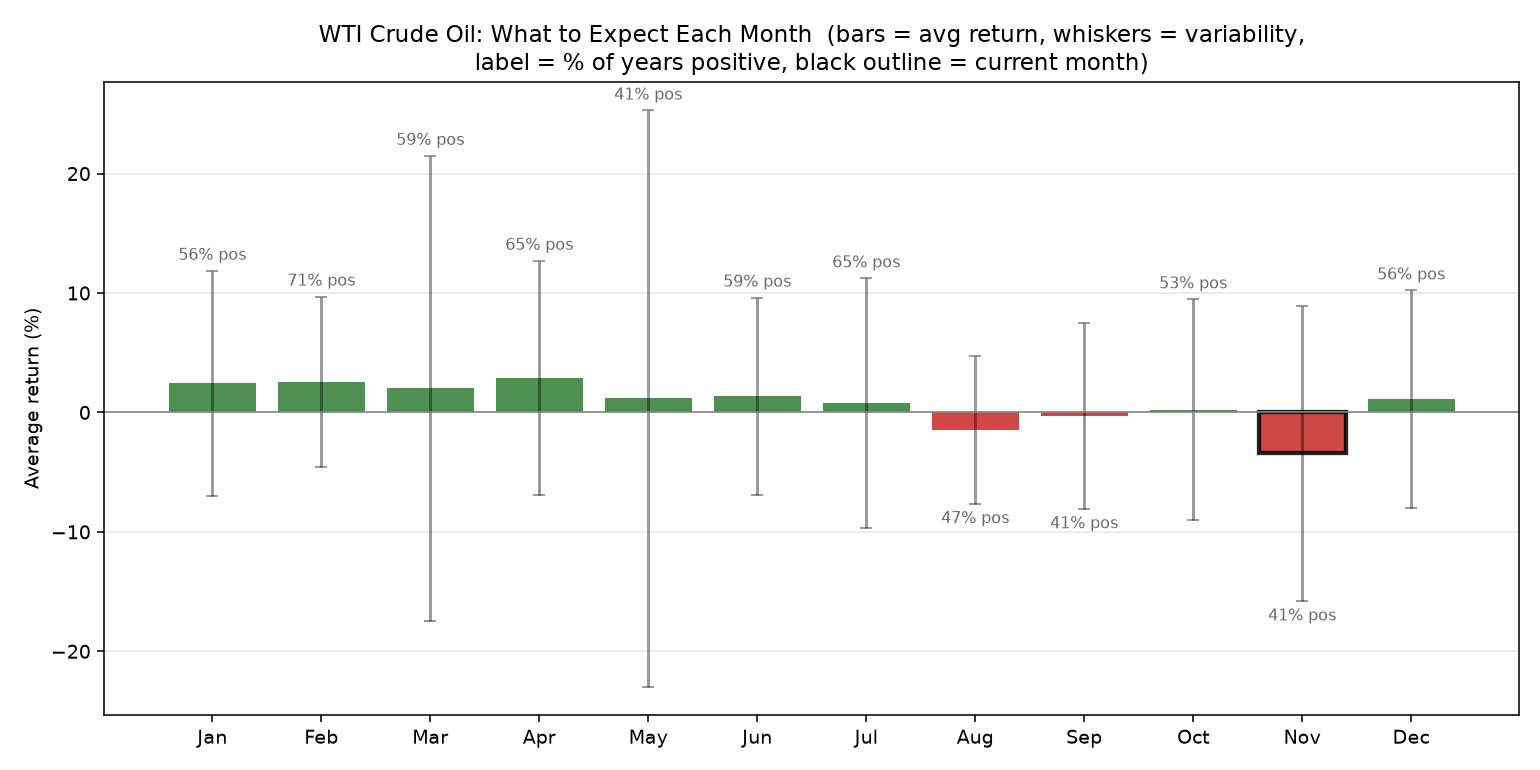 WTI Crude Oil: What to Expect Each Month  (bars = avg return, whiskers = variability,
label = % of years positive, black outline = current month)
Average return (%)
20
10
0
−10
−20
56% pos
71% pos
59% pos
65% pos
41% pos
59% pos
65% pos
47% pos
41% pos
53% pos
41% pos
56% pos
Jan
Feb
Mar
Apr
May
Jun
Jul
Aug
Sep
Oct
Nov
Dec